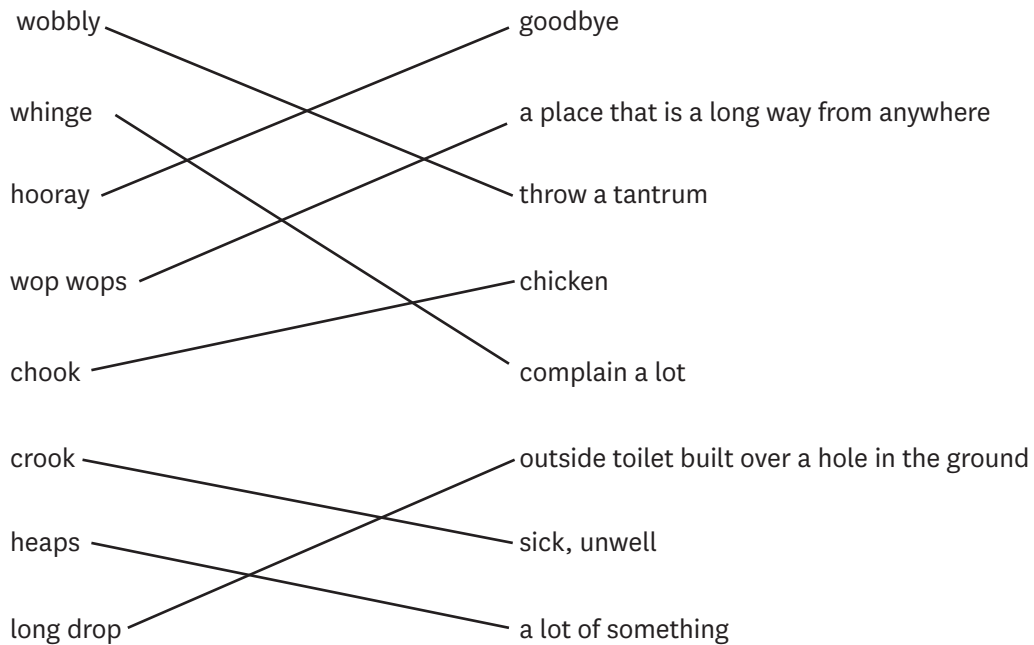 wobbly
goodbye
whinge
a place that is a long way from anywhere
hooray
throw a tantrum
wop wops
chicken
chook
complain a lot
crook
outside toilet built over a hole in the ground
heaps
sick, unwell
long drop
a lot of something